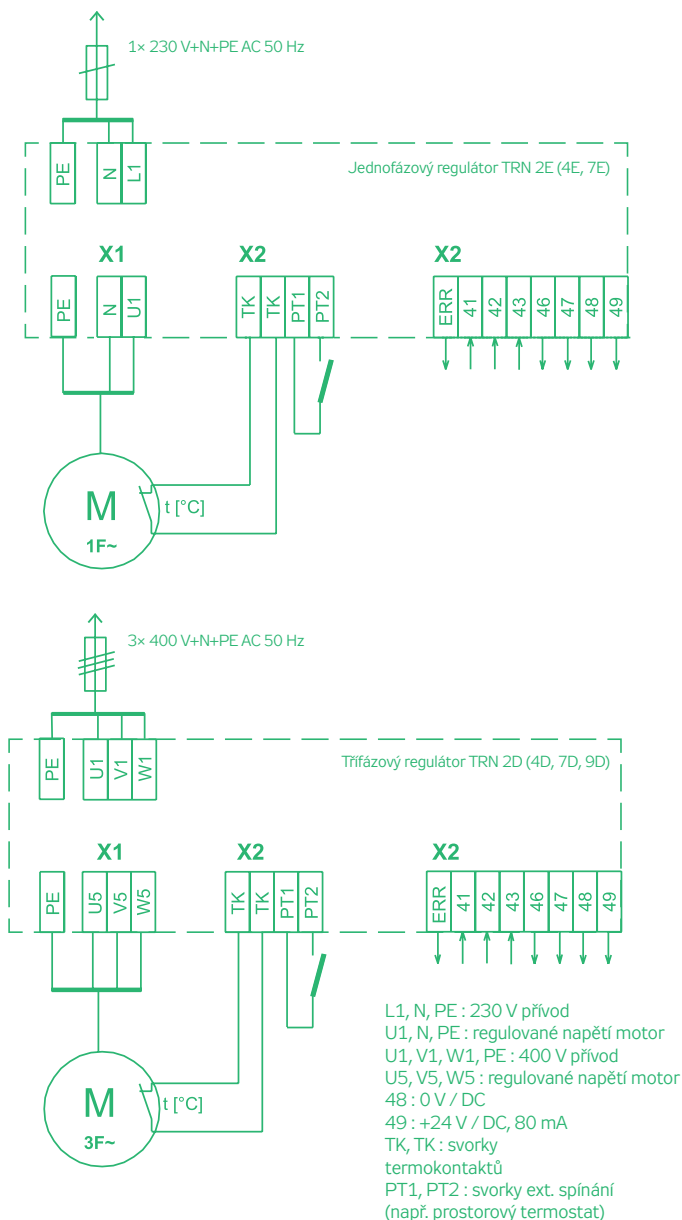 1× 230 V+N+PE AC 50 Hz
Jednofázový regulátor TRN 2E (4E, 7E)
PE N L1
X1 X2 X2
PE N U1 TK TK PT1 PT2 ERR 41 42 43 46 47 48 49
M
1F~
t [°C]
3× 400 V+N+PE AC 50 Hz
Třífázový regulátor TRN 2D (4D, 7D, 9D)
PE U1 V1 W1
X1 X2 X2
PE U5 V5 W5 TK TK PT1 PT2 ERR 41 42 43 46 47 48 49
M
3F~
t [°C]
L1, N, PE : 230 V přívod
U1, N, PE : regulované napětí motor
U1, V1, W1, PE : 400 V přívod
U5, V5, W5 : regulované napětí motor
48 : 0 V / DC
49 : +24 V / DC, 80 mA
TK, TK : svorky
termokontaktů
PT1, PT2 : svorky ext. spínání
(např. prostorový termostat)